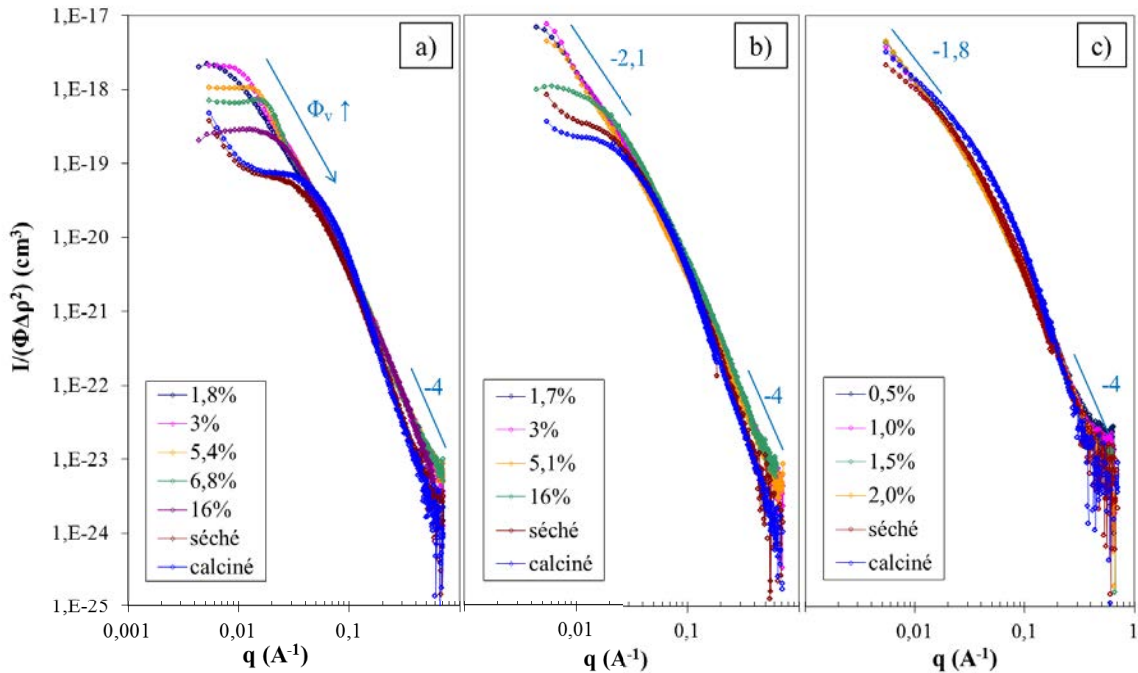 I/(ΦΔρ²) (cm³)
1,E-17
1,E-18
1,E-19
1,E-20
1,E-21
1,E-22
1,E-23
1,E-24
1,E-25
a)
Φv ↑
-4
1,8%
3%
5,4%
6,8%
16%
séché
calciné
0,001
0,01
0,1
q (A⁻¹)
b)
-2,1
-4
1,7%
3%
5,1%
16%
séché
calciné
0,01
0,1
q (A⁻¹)
c)
-1,8
-4
0,5%
1,0%
1,5%
2,0%
séché
calciné
0,01
0,1
1
q (A⁻¹)